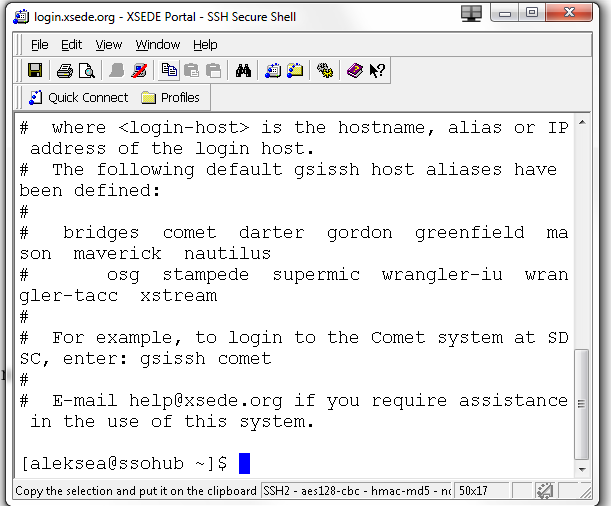 login.xsede.org - XSEDE Portal - SSH Secure Shell
File Edit View Window Help
Quick Connect Profiles
# where <login-host> is the hostname, alias or IP
address of the login host.
# The following default gsissh host aliases have
been defined:
#
# bridges comet darter gordon greenfield ma
son maverick nautilus
# osg stampede supermic wrangler-iu wran
gler-tacc xstream
#
# For example, to login to the Comet system at SD
SC, enter: gsissh comet
#
# E-mail help@xsede.org if you require assistance
in the use of this system.
[aleksea@ssohub ~]$
Copy the selection and put it on the clipboard SSH2 - aes128-cbc - hmac-md5 - 50x17